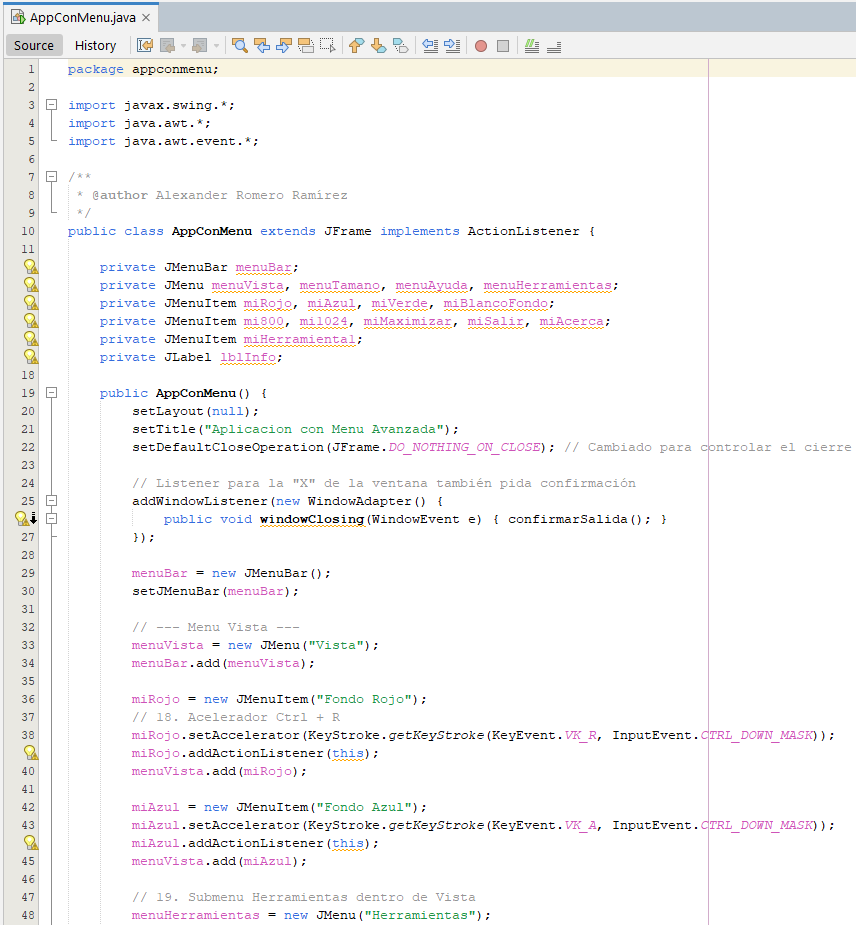 AppConMenu.java
Source History
1 package appconmenu;
2
3 import javax.swing.*;
4 import java.awt.*;
5 import java.awt.event.*;
6
7 /**
8 * @author Alexander Romero Ramírez
9 */
10 public class AppConMenu extends JFrame implements ActionListener {
11
private JMenuBar menuBar;
private JMenu menuVista, menuTamano, menuAyuda, menuHerramientas;
private JMenuItem miRojo, miAzul, miVerde, miBlancoFondo;
private JMenuItem mi800, mi1024, miMaximizar, miSalir, miAcerca;
private JMenuItem miHerramienta1;
private JLabel lblInfo;
18
19 public AppConMenu() {
20 setLayout(null);
21 setTitle("Aplicacion con Menu Avanzada");
22 setDefaultCloseOperation(JFrame.DO_NOTHING_ON_CLOSE); // Cambiado para controlar el cierre
23
24 // Listener para la "X" de la ventana también pida confirmación
25 addWindowListener(new WindowAdapter() {
public void windowClosing(WindowEvent e) { confirmarSalida(); }
27 });
28
29 menuBar = new JMenuBar();
30 setJMenuBar(menuBar);
31
32 // --- Menu Vista ---
33 menuVista = new JMenu("Vista");
34 menuBar.add(menuVista);
35
36 miRojo = new JMenuItem("Fondo Rojo");
37 // 18. Acelerador Ctrl + R
38 miRojo.setAccelerator(KeyStroke.getKeyStroke(KeyEvent.VK_R, InputEvent.CTRL_DOWN_MASK));
miRojo.addActionListener(this);
40 menuVista.add(miRojo);
41
42 miAzul = new JMenuItem("Fondo Azul");
43 miAzul.setAccelerator(KeyStroke.getKeyStroke(KeyEvent.VK_A, InputEvent.CTRL_DOWN_MASK));
miAzul.addActionListener(this);
45 menuVista.add(miAzul);
46
47 // 19. Submenu Herramientas dentro de Vista
48 menuHerramientas = new JMenu("Herramientas");